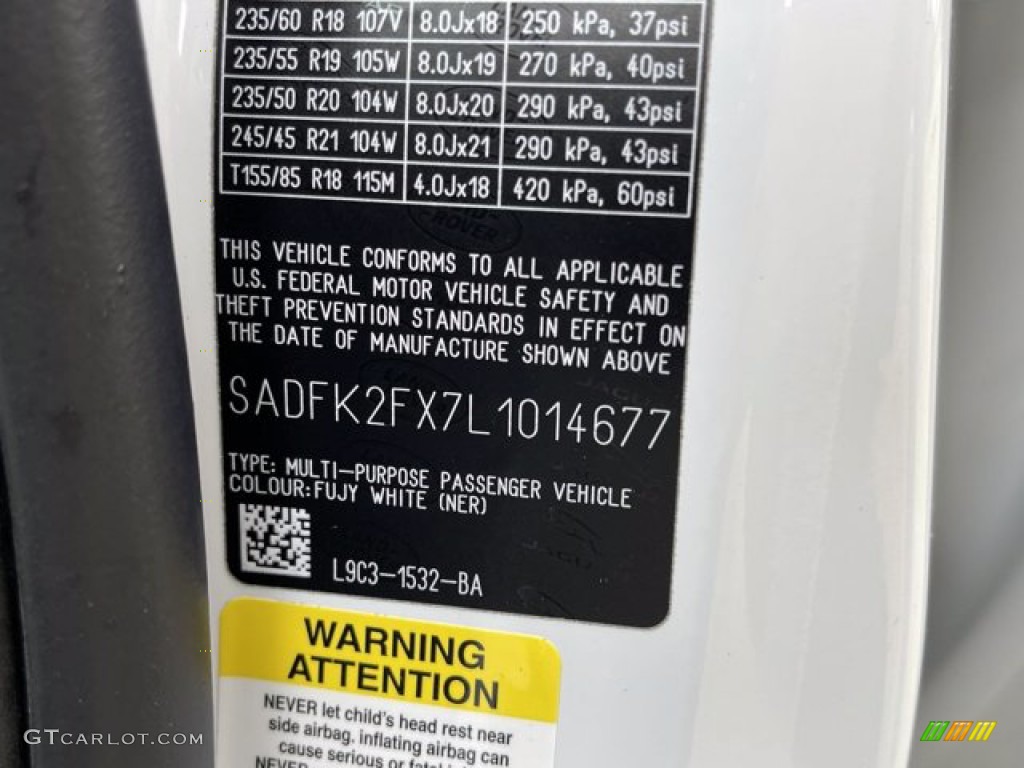 235/60 R18 107V 8.0Jx18 250 kPa, 37psi
235/55 R19 105W 8.0Jx19 270 kPa, 40psi
235/50 R20 104W 8.0Jx20 290 kPa, 43psi
245/45 R21 104W 8.0Jx21 290 kPa, 43psi
T155/85 R18 115M 4.0Jx18 420 kPa, 60psi
ROVER
THIS VEHICLE CONFORMS TO ALL APPLICABLE
U.S. FEDERAL MOTOR VEHICLE SAFETY AND
THEFT PREVENTION STANDARDS IN EFFECT ON
THE DATE OF MANUFACTURE SHOWN ABOVE
SADFK2FX7L1014677
TYPE: MULTI-PURPOSE PASSENGER VEHICLE
COLOUR:FUJY WHITE (NER)
L9C3-1532-BA
WARNING
ATTENTION
NEVER let child's head rest near
side airbag, inflating airbag can
cause serious or
NEVER
GTCARLOT.COM